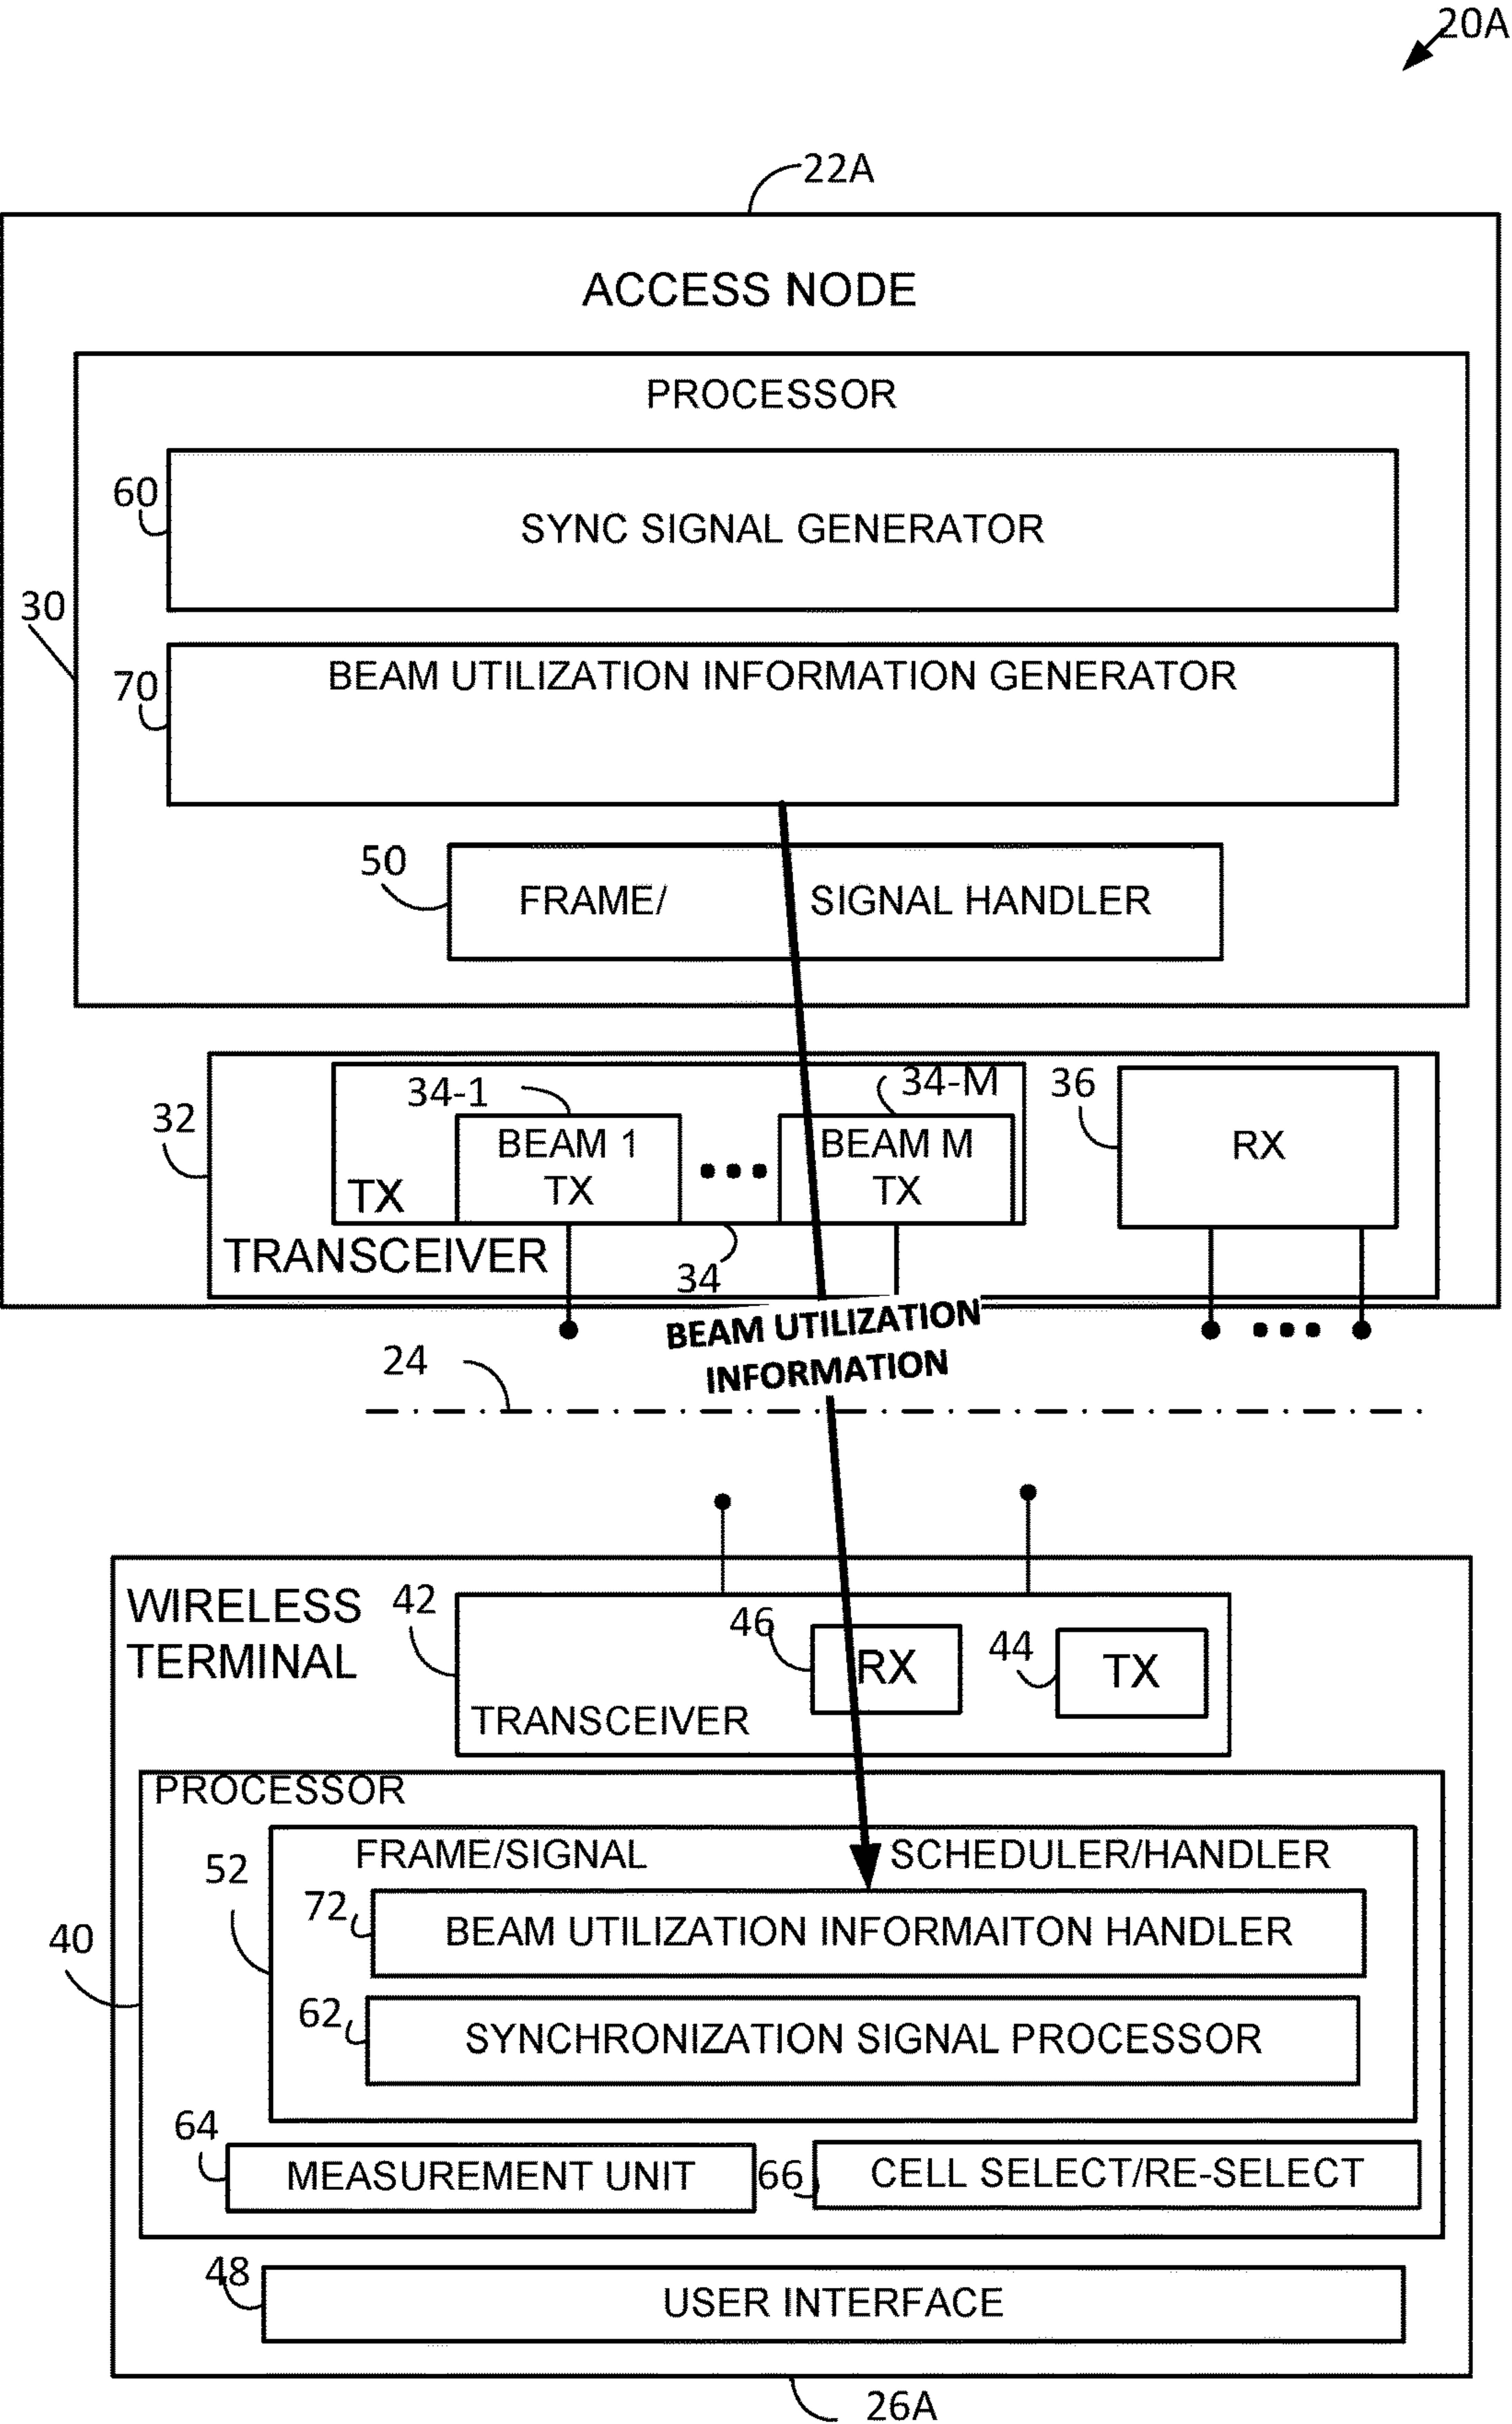 20A
22A
ACCESS NODE
PROCESSOR
60
SYNC SIGNAL GENERATOR
30
70
BEAM UTILIZATION INFORMATION GENERATOR
50
FRAME/ SIGNAL HANDLER
34-1
34-M
36
32
BEAM 1
TX
BEAM M
TX
RX
TX
TRANSCEIVER
34
BEAM UTILIZATION
INFORMATION
24
WIRELESS
TERMINAL
42
46
RX
44
TX
TRANSCEIVER
PROCESSOR
FRAME/SIGNAL SCHEDULER/HANDLER
52
72
BEAM UTILIZATION INFORMAITON HANDLER
40
62
SYNCHRONIZATION SIGNAL PROCESSOR
64
MEASUREMENT UNIT
66
CELL SELECT/RE-SELECT
48
USER INTERFACE
26A